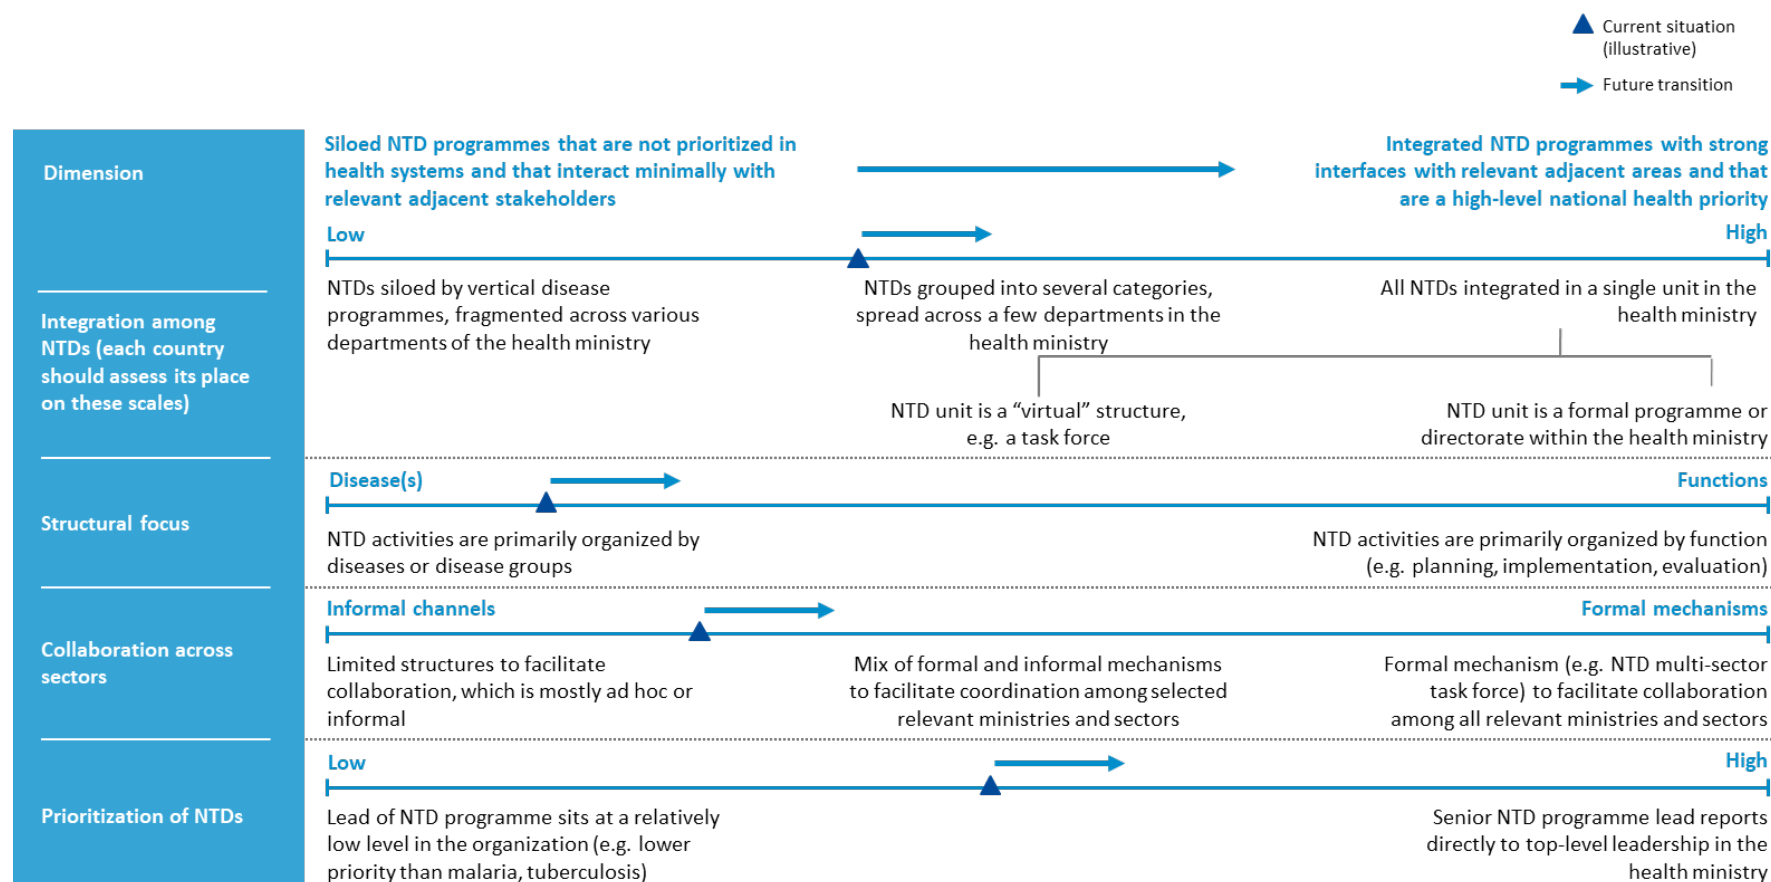 Current situation
(illustrative)
Future transition
Dimension
Siloed NTD programmes that are not prioritized in
health systems and that interact minimally with
relevant adjacent stakeholders
Integrated NTD programmes with strong
interfaces with relevant adjacent areas and that
are a high-level national health priority
Low
High
Integration among
NTDs (each country
should assess its place
on these scales)
NTDs siloed by vertical disease
programmes, fragmented across various
departments of the health ministry
NTDs grouped into several categories,
spread across a few departments in the
health ministry
All NTDs integrated in a single unit in the
health ministry
NTD unit is a “virtual” structure,
e.g. a task force
NTD unit is a formal programme or
directorate within the health ministry
Structural focus
Disease(s)
Functions
NTD activities are primarily organized by
diseases or disease groups
NTD activities are primarily organized by function
(e.g. planning, implementation, evaluation)
Collaboration across
sectors
Informal channels
Formal mechanisms
Limited structures to facilitate
collaboration, which is mostly ad hoc or
informal
Mix of formal and informal mechanisms
to facilitate coordination among selected
relevant ministries and sectors
Formal mechanism (e.g. NTD multi-sector
task force) to facilitate collaboration
among all relevant ministries and sectors
Prioritization of NTDs
Low
High
Lead of NTD programme sits at a relatively
low level in the organization (e.g. lower
priority than malaria, tuberculosis)
Senior NTD programme lead reports
directly to top-level leadership in the
health ministry